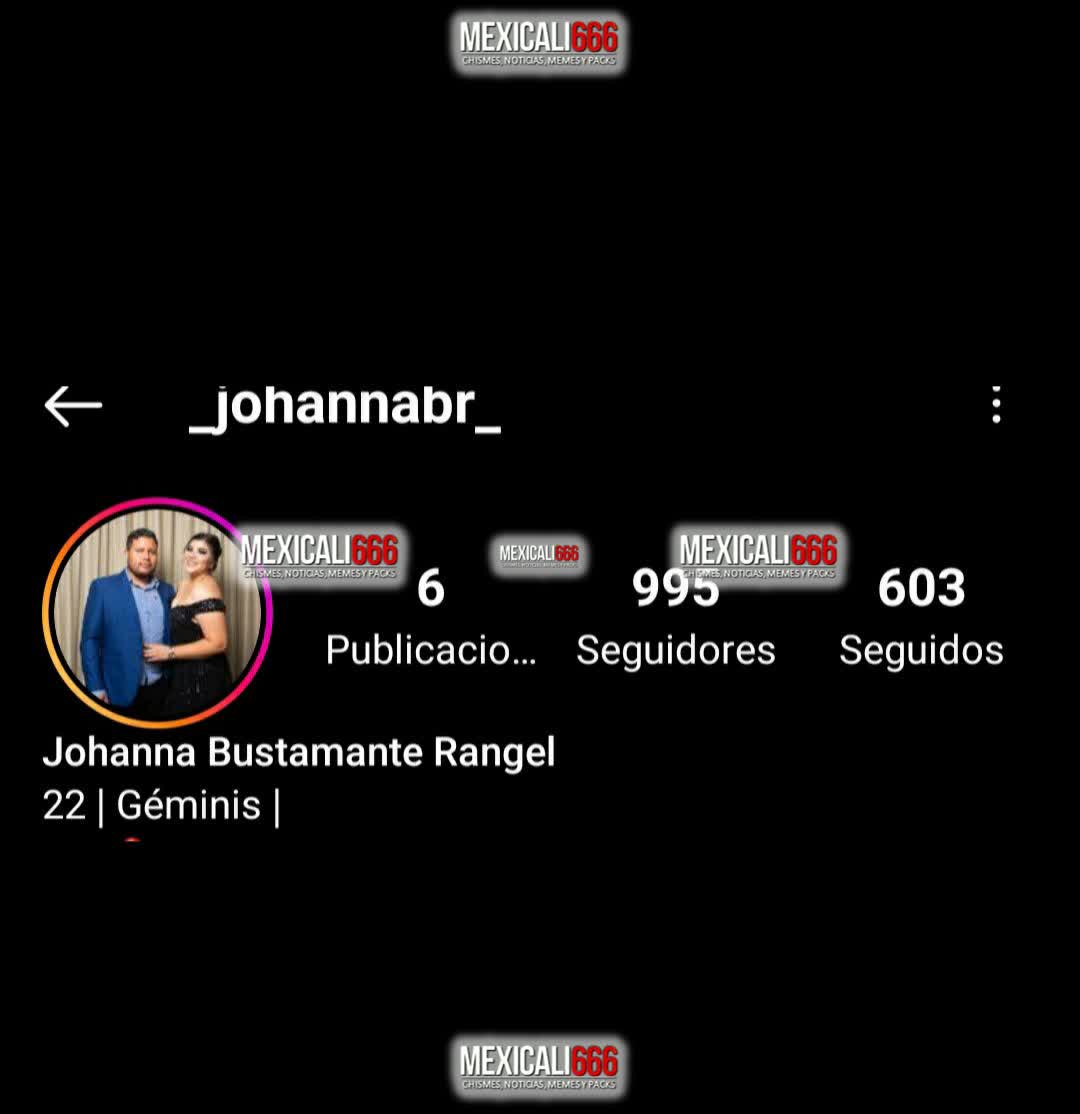 MEXICALI666
CHISMES, NOTICIAS, MEMES Y PACKS
_johannabr_
MEXICALI666
CHISMES, NOTICIAS, MEMES Y PACKS
MEXICALI666
MEXICALI666
CHISMES, NOTICIAS, MEMES Y PACKS
6
995
603
Publicacio...
Seguidores
Seguidos
Johanna Bustamante Rangel
22 | Géminis |
MEXICALI666
CHISMES, NOTICIAS, MEMES Y PACKS